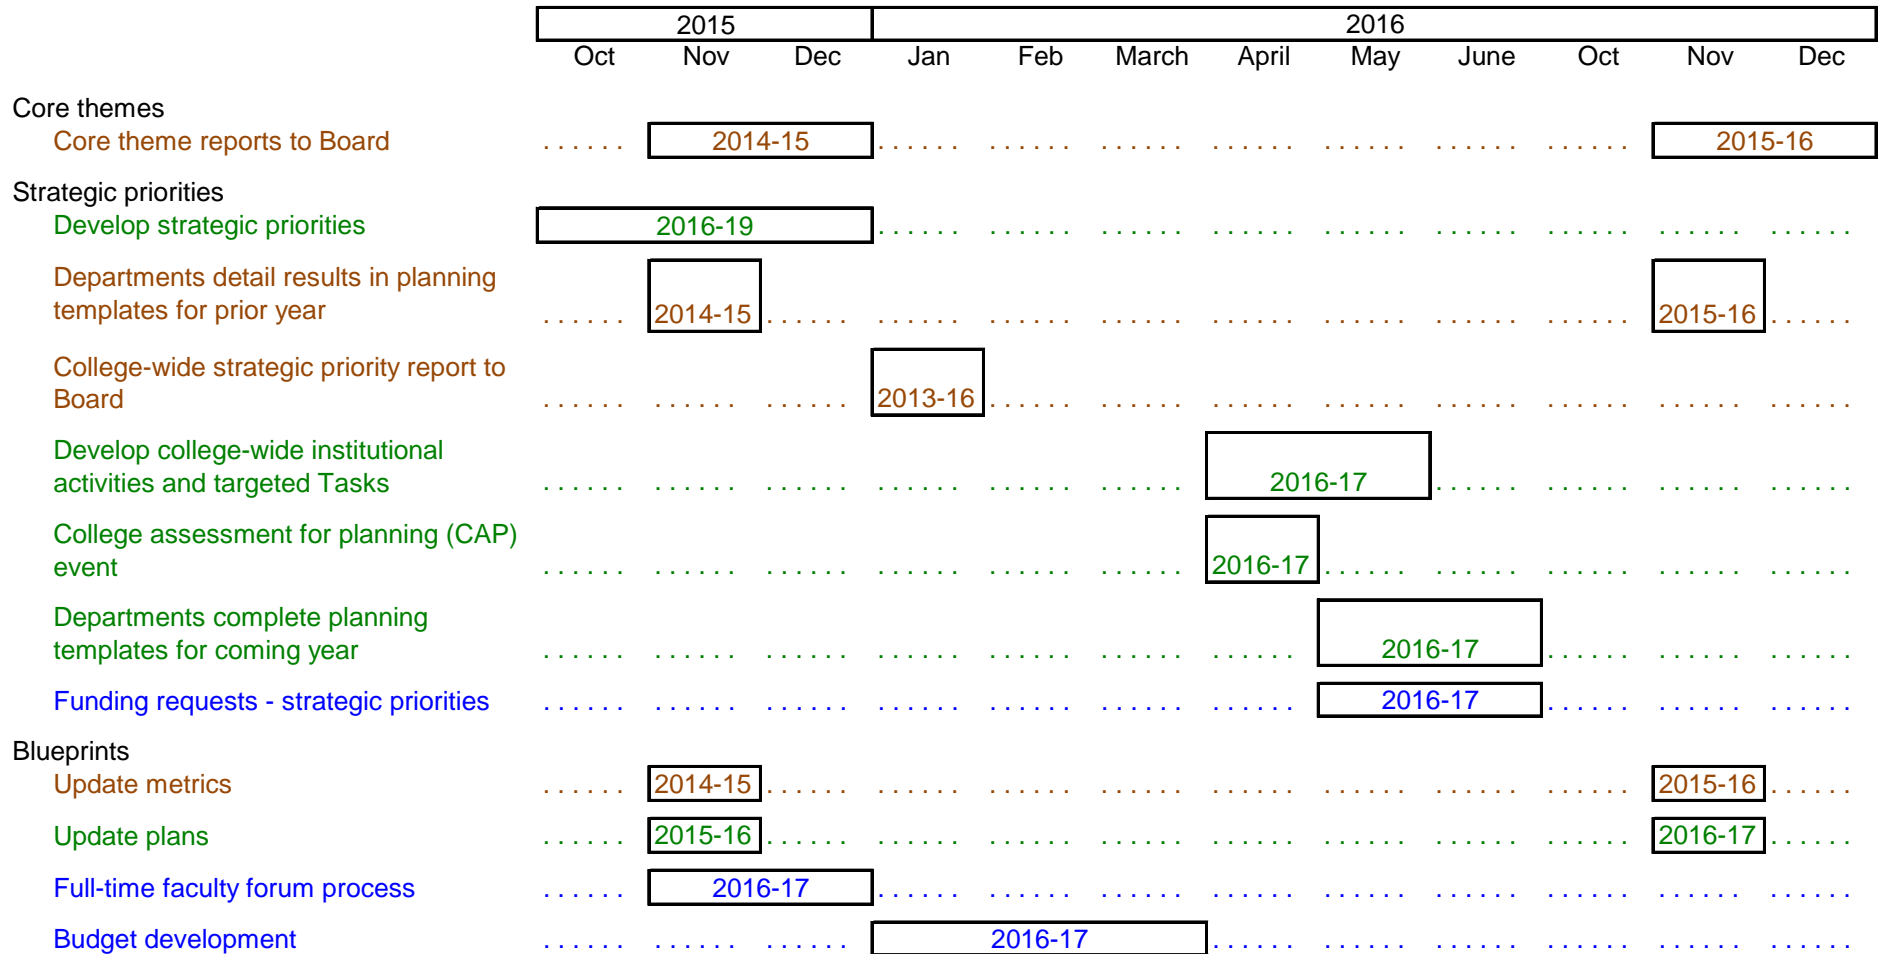 2015 2016
Oct Nov Dec Jan Feb March April May June Oct Nov Dec
Core themes
Core theme reports to Board ...... 2014-15 ...... ...... ...... ...... ...... ...... ...... 2015-16
Strategic priorities
Develop strategic priorities 2016-19 ...... ...... ...... ...... ...... ...... ...... ...... ......
Departments detail results in planning
templates for prior year ...... 2014-15 ...... ...... ...... ...... ...... ...... ...... ...... 2015-16 ......
College-wide strategic priority report to
Board ...... ...... ...... 2013-16 ...... ...... ...... ...... ...... ...... ...... ......
Develop college-wide institutional
activities and targeted Tasks ...... ...... ...... ...... ...... ...... 2016-17 ...... ...... ...... ......
College assessment for planning (CAP)
event ...... ...... ...... ...... ...... ...... 2016-17 ...... ...... ...... ...... ......
Departments complete planning
templates for coming year ...... ...... ...... ...... ...... ...... ...... 2016-17 ...... ...... ......
Funding requests - strategic priorities ...... ...... ...... ...... ...... ...... ...... 2016-17 ...... ...... ......
Blueprints
Update metrics ...... 2014-15 ...... ...... ...... ...... ...... ...... ...... ...... 2015-16 ......
Update plans ...... 2015-16 ...... ...... ...... ...... ...... ...... ...... ...... 2016-17 ......
Full-time faculty forum process ...... 2016-17 ...... ...... ...... ...... ...... ...... ...... ...... ......
Budget development ...... ...... ...... 2016-17 ...... ...... ...... ...... ...... ......